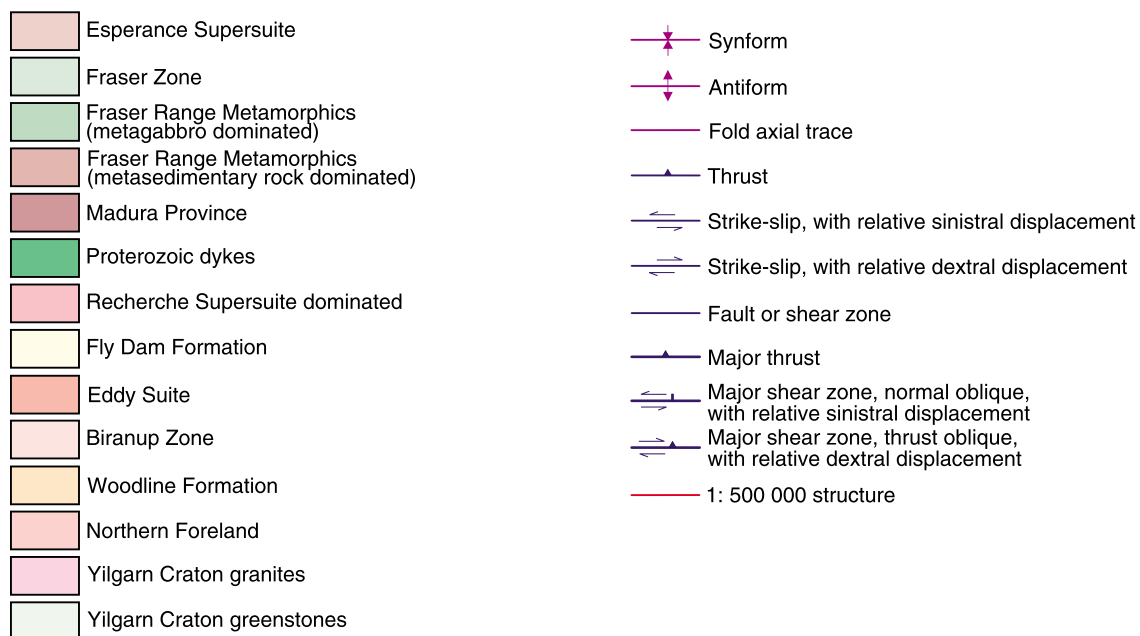 Esperance Supersuite
Fraser Zone
Fraser Range Metamorphics
(metagabbro dominated)
Fraser Range Metamorphics
(metasedimentary rock dominated)
Madura Province
Proterozoic dykes
Recherche Supersuite dominated
Fly Dam Formation
Eddy Suite
Biranup Zone
Woodline Formation
Northern Foreland
Yilgarn Craton granites
Yilgarn Craton greenstones
Synform
Antiform
Fold axial trace
Thrust
Strike-slip, with relative sinistral displacement
Strike-slip, with relative dextral displacement
Fault or shear zone
Major thrust
Major shear zone, normal oblique,
with relative sinistral displacement
Major shear zone, thrust oblique,
with relative dextral displacement
1: 500 000 structure